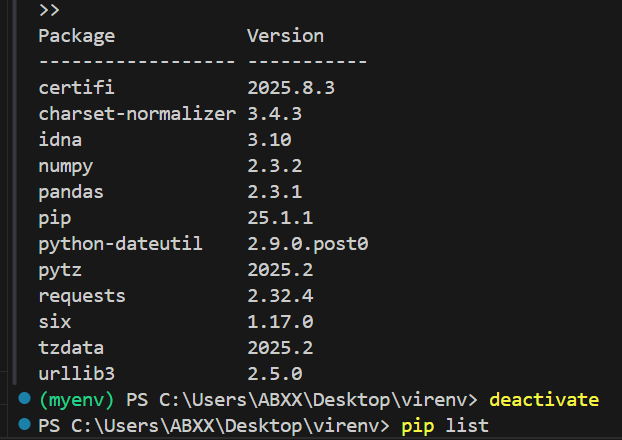 >>
Package            Version
------------------ -----------
certifi            2025.8.3
charset-normalizer 3.4.3
idna               3.10
numpy              2.3.2
pandas             2.3.1
pip                25.1.1
python-dateutil    2.9.0.post0
pytz               2025.2
requests           2.32.4
six                1.17.0
tzdata             2025.2
urllib3            2.5.0
(myenv) PS C:\Users\ABXX\Desktop\virenv> deactivate
PS C:\Users\ABXX\Desktop\virenv> pip list